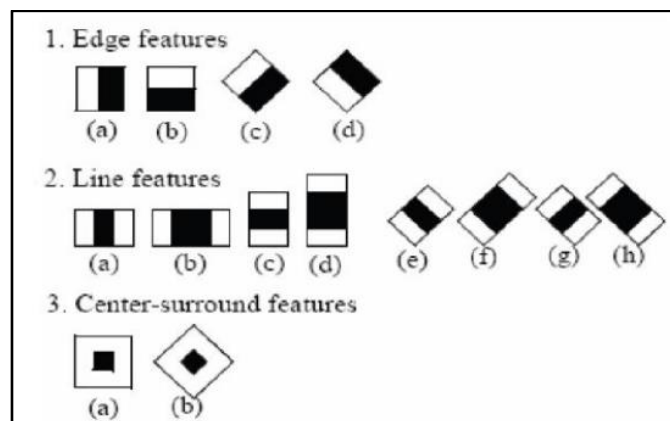 1. Edge features
(a) (b) (c) (d)
2. Line features
(a) (b) (c) (d) (e) (f) (g) (h)
3. Center-surround features
(a) (b)